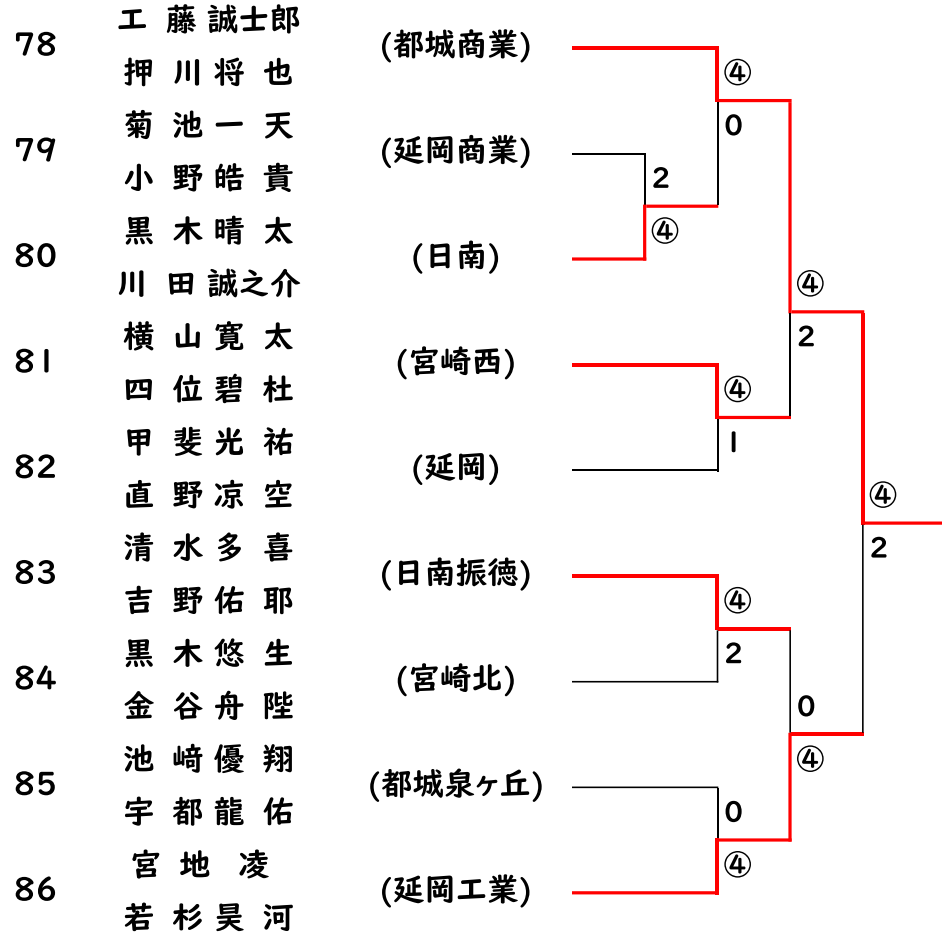 工藤誠士郎
78 (都城商業) ④
押川将也
菊池一天 0
79 (延岡商業)
小野皓貴 2
黒木晴太 ④
80 (日南)
川田誠之介 ④
横山寛太 2
81 (宮崎西)
四位碧杜 ④
甲斐光祐 1
82 (延岡)
直野凉空 ④
清水多喜 2
83 (日南振徳)
吉野佑耶 ④
黒木悠生 2
84 (宮崎北)
金谷舟陛 0
池﨑優翔 ④
85 (都城泉ヶ丘)
宇都龍佑 0
宮地凌 ④
86 (延岡工業)
若杉昊河